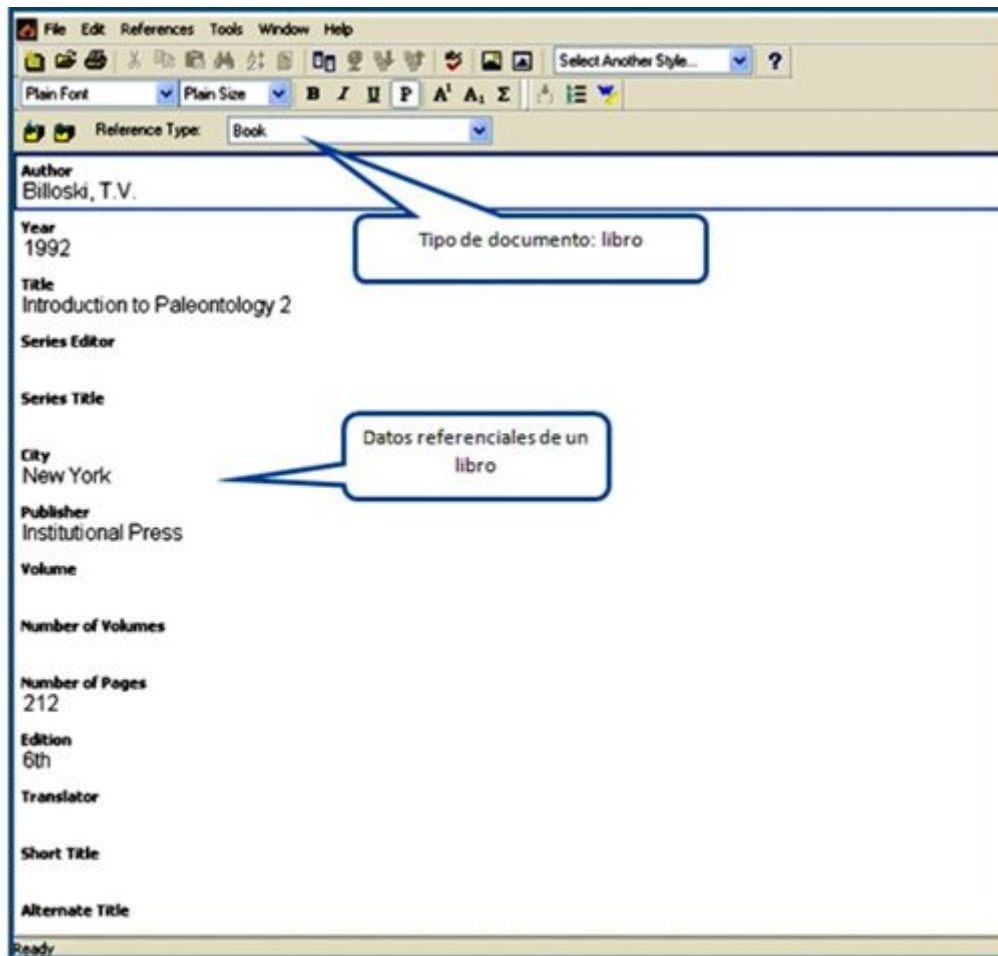 File Edit References Tools Window Help
Select Another Style... ?
Plain Font Plain Size B I U P A¹ A₁ Σ
Reference Type: Book
Author
Billoski, T.V.
Year
1992
Tipo de documento: libro
Title
Introduction to Paleontology 2
Series Editor
Series Title
Datos referenciales de un
libro
City
New York
Publisher
Institutional Press
Volume
Number of Volumes
Number of Pages
212
Edition
6th
Translator
Short Title
Alternate Title
Ready